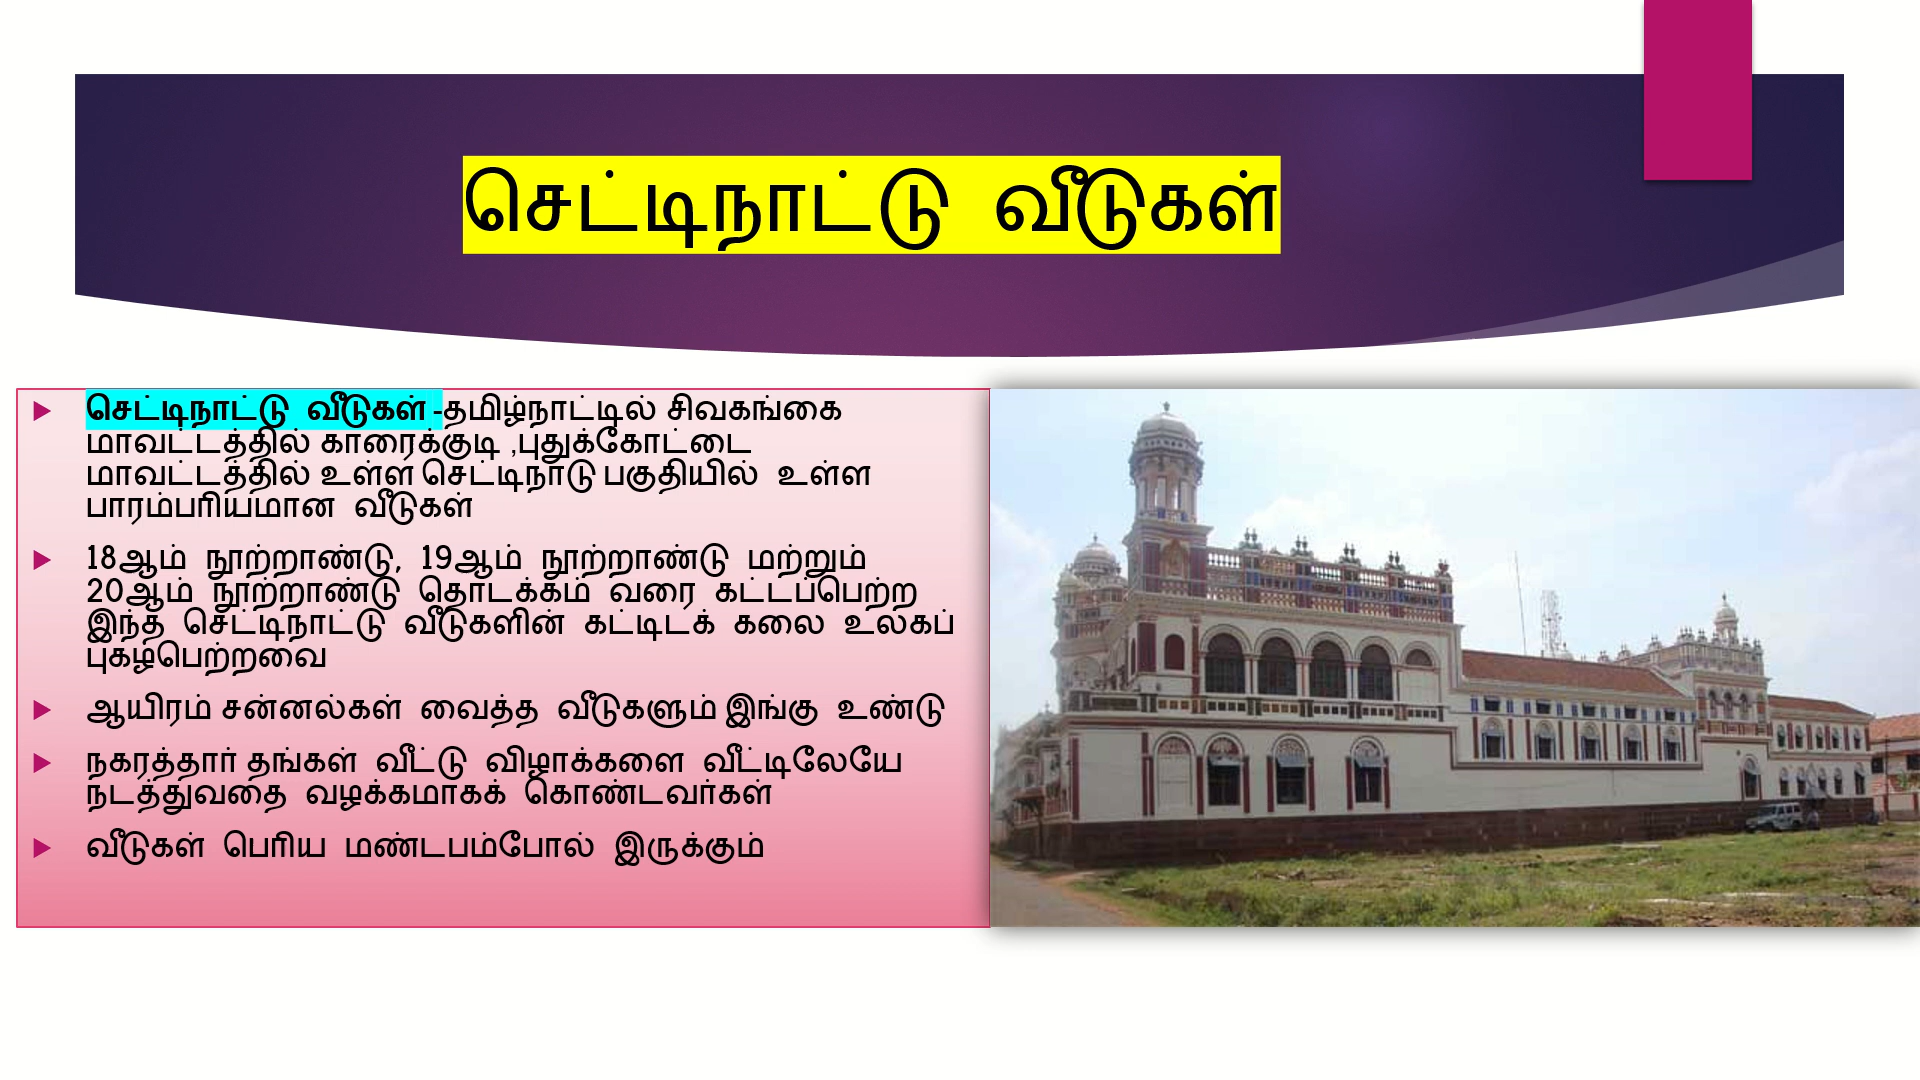 செட்டிநாட்டு வீடுகள்
செட்டிநாட்டு வீடுகள் -தமிழ்நாட்டில் சிவகங்கை
மாவட்டத்தில் காரைக்குடி ,புதுக்கோட்டை
மாவட்டத்தில் உள்ள செட்டிநாடு பகுதியில் உள்ள
பாரம்பரியமான வீடுகள்
18ஆம் நூற்றாண்டு, 19ஆம் நூற்றாண்டு மற்றும்
20ஆம் நூற்றாண்டு தொடக்கம் வரை கட்டப்பெற்ற
இந்த செட்டிநாட்டு வீடுகளின் கட்டிடக் கலை உலகப்
புகழ்பெற்றவை
ஆயிரம் சன்னல்கள் வைத்த வீடுகளும் இங்கு உண்டு
நகரத்தார் தங்கள் வீட்டு விழாக்களை வீட்டிலேயே
நடத்துவதை வழக்கமாகக் கொண்டவர்கள்
வீடுகள் பெரிய மண்டபம்போல் இருக்கும்